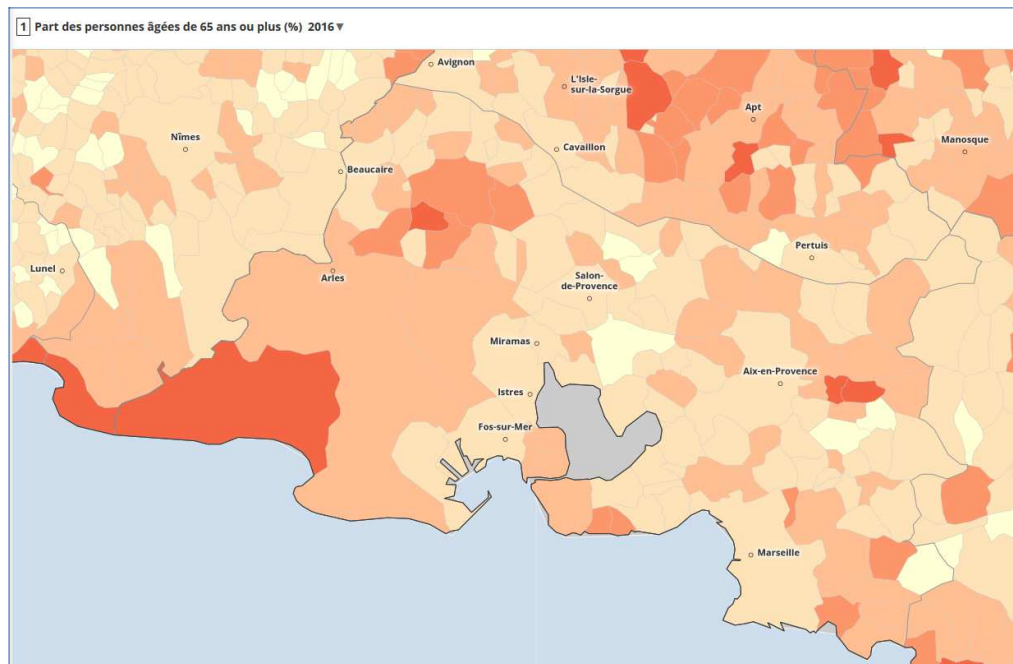 1 Part des personnes âgées de 65 ans ou plus (%) 2016▼
Avignon
L'Isle-
sur-la-Sorgue
Apt
Nîmes
Cavaillon
Manosque
Beaucaire
Pertuis
Lunel
Arles
Salon-
de-Provence
Miramas
Aix-en-Provence
Istres
Fos-sur-Mer
Marseille